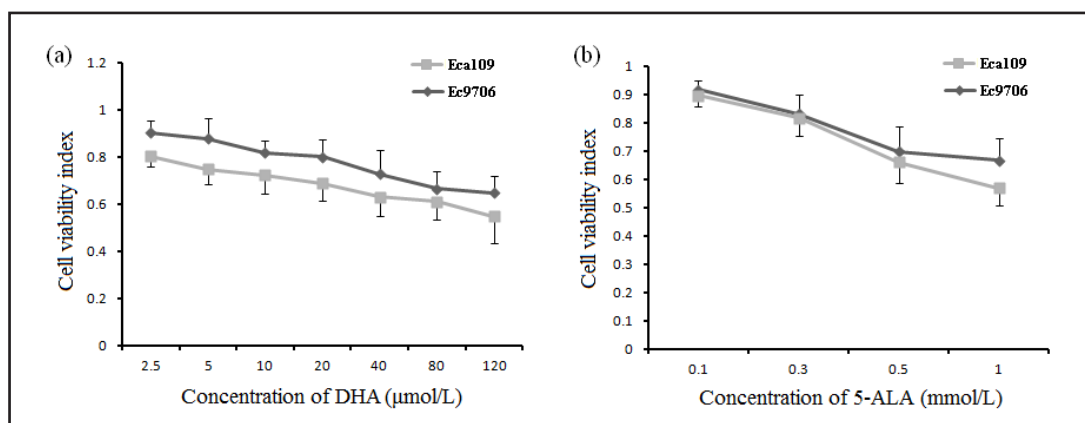 (a)
Eca109
Ec9706
1.2
1
0.8
0.6
0.4
0.2
0
Cell viability index
2.5 5 10 20 40 80 120
Concentration of DHA (μmol/L)
(b)
Eca109
Ec9706
1
0.9
0.8
0.7
0.6
0.5
0.4
0.3
0.2
0.1
0
Cell viability index
0.1 0.3 0.5 1
Concentration of 5-ALA (mmol/L)